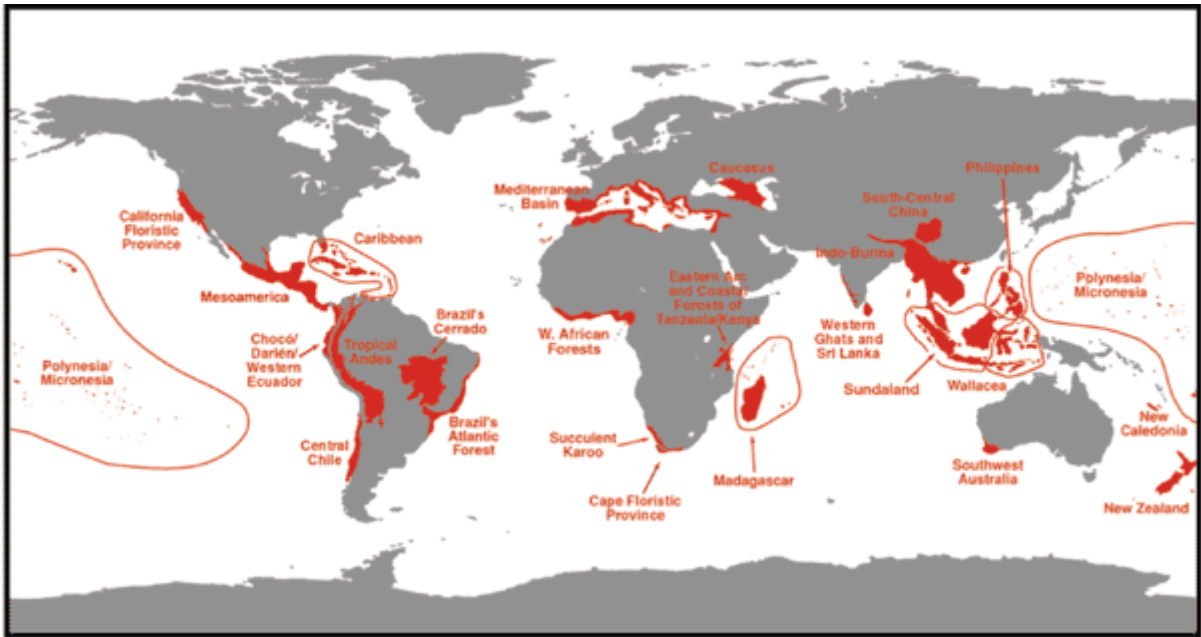 Philippines
Caucasus
Mediterranean
Basin
South-Central
China
California
Floristic
Province
Caribbean
Indo-Burma
Eastern Arc
and Coastal
Forests of
Tanzania/Kenya
Polynesia/
Micronesia
Mesoamerica
Brazil's
Cerrado
W. African
Forests
Western
Ghats and
Sri Lanka
Chocó/
Darién/
Western
Ecuador
Tropical
Andes
Polynesia/
Micronesia
Sundaland
Wallacea
New
Caledonia
Brazil's
Atlantic
Forest
Central
Chile
Succulent
Karoo
Madagascar
Southwest
Australia
Cape Floristic
Province
New Zealand